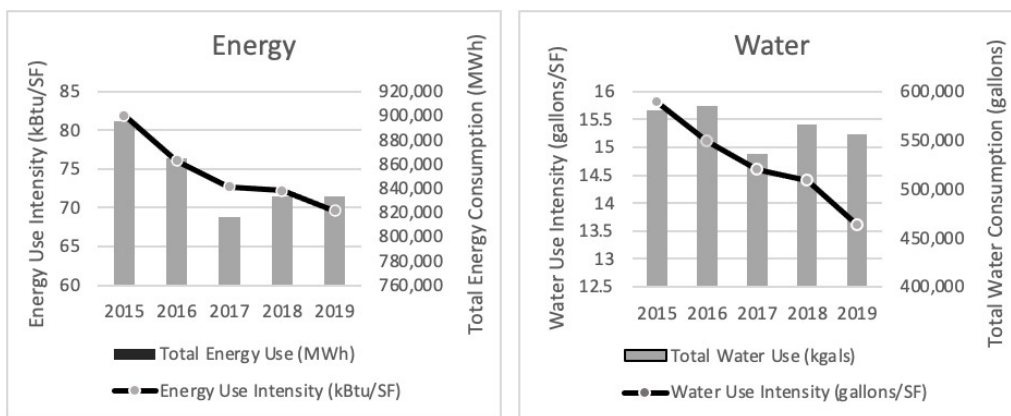 Energy
Energy Use Intensity (kBtu/SF)
85
80
75
70
65
60
920,000
900,000
880,000
860,000
840,000
820,000
800,000
780,000
760,000
Total Energy Consumption (MWh)
2015 2016 2017 2018 2019
Total Energy Use (MWh)
Energy Use Intensity (kBtu/SF)
Water
Water Use Intensity (gallons/SF)
16
15.5
15
14.5
14
13.5
13
12.5
600,000
550,000
500,000
450,000
400,000
Total Water Consumption (gallons)
2015 2016 2017 2018 2019
Total Water Use (kgals)
Water Use Intensity (gallons/SF)